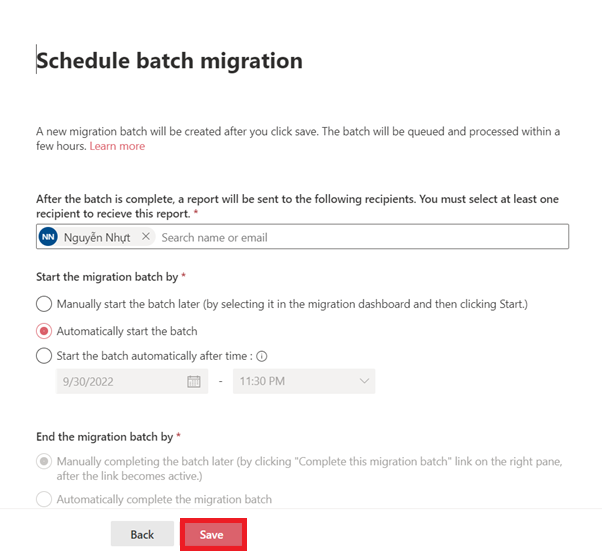 Schedule batch migration
A new migration batch will be created after you click save. The batch will be queued and processed within a
few hours. Learn more
After the batch is complete, a report will be sent to the following recipients. You must select at least one
recipient to recieve this report. *
NN Nguyễn Nhựt Search name or email
Start the migration batch by *
Manually start the batch later (by selecting it in the migration dashboard and then clicking Start.)
Automatically start the batch
Start the batch automatically after time :
9/30/2022 - 11:30 PM
End the migration batch by *
Manually completing the batch later (by clicking "Complete this migration batch" link on the right pane,
after the link becomes active.)
Automatically complete the migration batch
Back Save